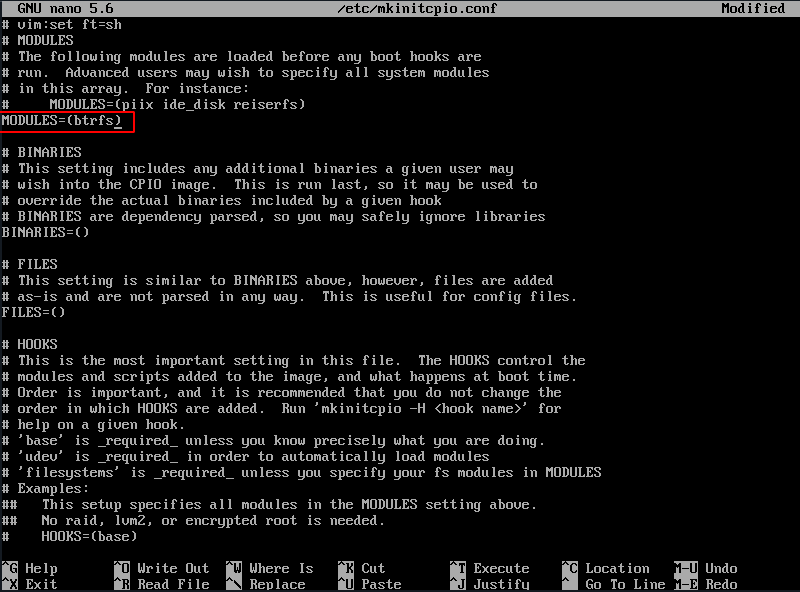 GNU nano 5.6 /etc/mkinitcpio.conf Modified
# vim:set ft=sh
# MODULES
# The following modules are loaded before any boot hooks are
# run.  Advanced users may wish to specify all system modules
# in this array.  For instance:
#     MODULES=(piix ide_disk reiserfs)
MODULES=(btrfs)_

# BINARIES
# This setting includes any additional binaries a given user may
# wish into the CPIO image.  This is run last, so it may be used to
# override the actual binaries included by a given hook
# BINARIES are dependency parsed, so you may safely ignore libraries
BINARIES=()

# FILES
# This setting is similar to BINARIES above, however, files are added
# as-is and are not parsed in any way.  This is useful for config files.
FILES=()

# HOOKS
# This is the most important setting in this file.  The HOOKS control the
# modules and scripts added to the image, and what happens at boot time.
# Order is important, and it is recommended that you do not change the
# order in which HOOKS are added.  Run 'mkinitcpio -H <hook name>' for
# help on a given hook.
# 'base' is _required_ unless you know precisely what you are doing.
# 'udev' is _required_ in order to automatically load modules
# 'filesystems' is _required_ unless you specify your fs modules in MODULES
# Examples:
##   This setup specifies all modules in the MODULES setting above.
##   No raid, lvm2, or encrypted root is needed.
#    HOOKS=(base)

^G Help ^O Write Out ^W Where Is ^K Cut ^T Execute ^C Location M-U Undo
^X Exit ^R Read File ^\ Replace ^U Paste ^J Justify ^_ Go To Line M-E Redo